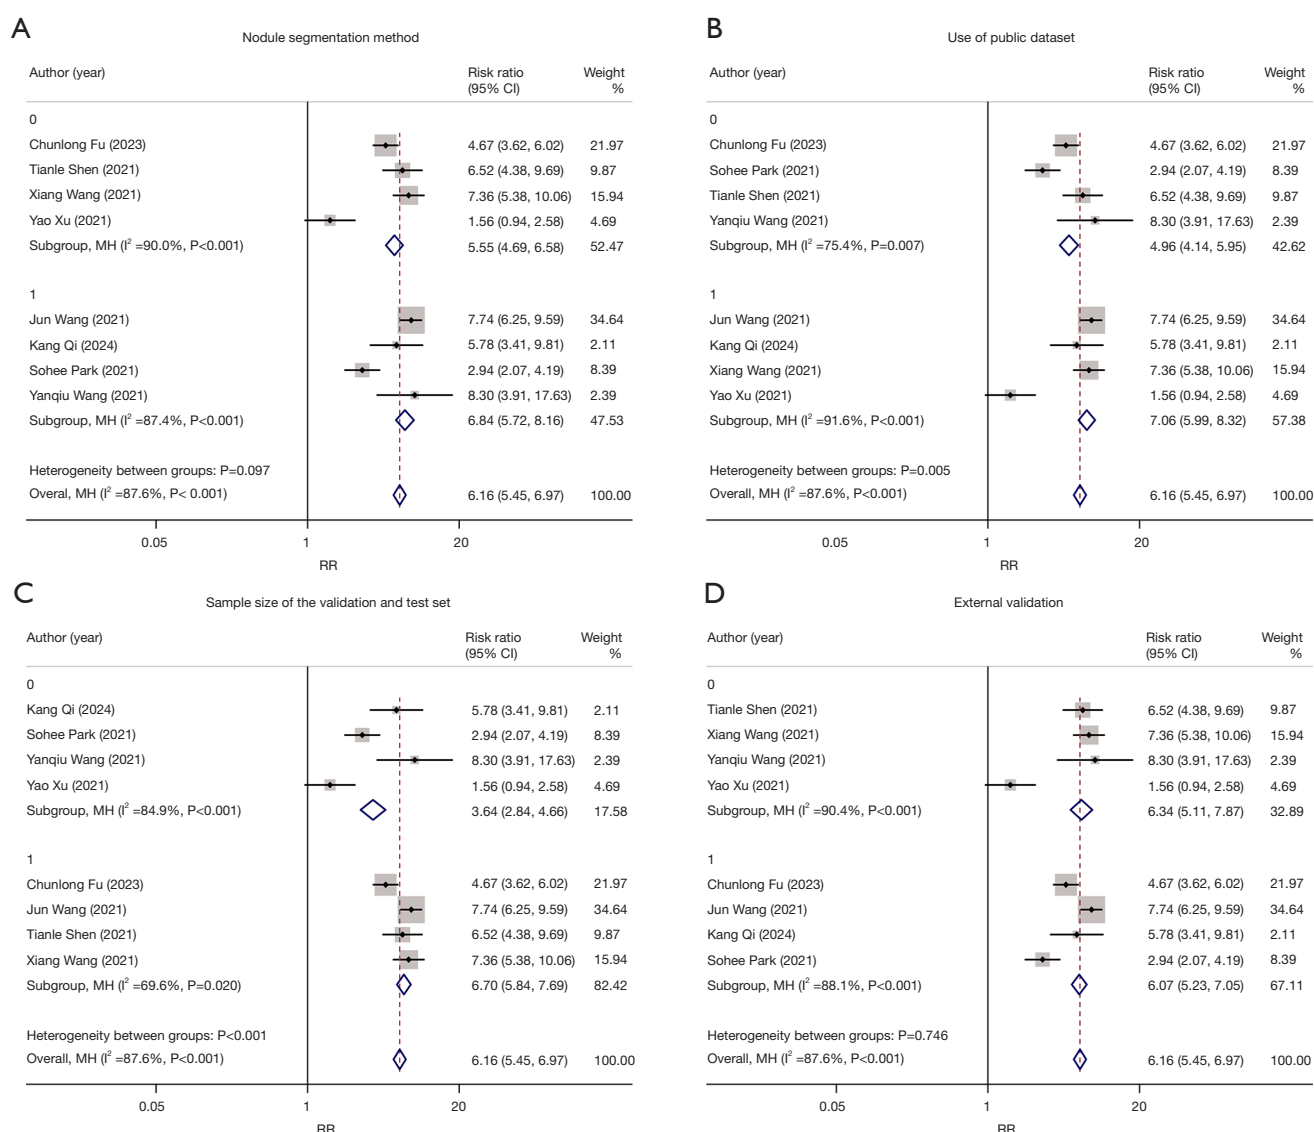 A
Nodule segmentation method
Author (year) Risk ratio (95% CI) Weight %
0
Chunlong Fu (2023) 4.67 (3.62, 6.02) 21.97
Tianle Shen (2021) 6.52 (4.38, 9.69) 9.87
Xiang Wang (2021) 7.36 (5.38, 10.06) 15.94
Yao Xu (2021) 1.56 (0.94, 2.58) 4.69
Subgroup, MH (I² =90.0%, P<0.001) 5.55 (4.69, 6.58) 52.47
1
Jun Wang (2021) 7.74 (6.25, 9.59) 34.64
Kang Qi (2024) 5.78 (3.41, 9.81) 2.11
Sohee Park (2021) 2.94 (2.07, 4.19) 8.39
Yanqiu Wang (2021) 8.30 (3.91, 17.63) 2.39
Subgroup, MH (I² =87.4%, P<0.001) 6.84 (5.72, 8.16) 47.53
Heterogeneity between groups: P=0.097
Overal, MH (I² =87.6%, P< 0.001) 6.16 (5.45, 6.97) 100.00
0.05 1 20
RR
B
Use of public dataset
Author (year) Risk ratio (95% CI) Weight %
0
Chunlong Fu (2023) 4.67 (3.62, 6.02) 21.97
Sohee Park (2021) 2.94 (2.07, 4.19) 8.39
Tianle Shen (2021) 6.52 (4.38, 9.69) 9.87
Yanqiu Wang (2021) 8.30 (3.91, 17.63) 2.39
Subgroup, MH (I² =75.4%, P=0.007) 4.96 (4.14, 5.95) 42.62
1
Jun Wang (2021) 7.74 (6.25, 9.59) 34.64
Kang Qi (2024) 5.78 (3.41, 9.81) 2.11
Xiang Wang (2021) 7.36 (5.38, 10.06) 15.94
Yao Xu (2021) 1.56 (0.94, 2.58) 4.69
Subgroup, MH (I² =91.6%, P<0.001) 7.06 (5.99, 8.32) 57.38
Heterogeneity between groups: P=0.005
Overall, MH (I² =87.6%, P<0.001) 6.16 (5.45, 6.97) 100.00
0.05 1 20
RR
C
Sample size of the validation and test set
Author (year) Risk ratio (95% CI) Weight %
0
Kang Qi (2024) 5.78 (3.41, 9.81) 2.11
Sohee Park (2021) 2.94 (2.07, 4.19) 8.39
Yanqiu Wang (2021) 8.30 (3.91, 17.63) 2.39
Yao Xu (2021) 1.56 (0.94, 2.58) 4.69
Subgroup, MH (I² =84.9%, P<0.001) 3.64 (2.84, 4.66) 17.58
1
Chunlong Fu (2023) 4.67 (3.62, 6.02) 21.97
Jun Wang (2021) 7.74 (6.25, 9.59) 34.64
Tianle Shen (2021) 6.52 (4.38, 9.69) 9.87
Xiang Wang (2021) 7.36 (5.38, 10.06) 15.94
Subgroup, MH (I² =69.6%, P=0.020) 6.70 (5.84, 7.69) 82.42
Heterogeneity between groups: P<0.001
Overall, MH (I² =87.6%, P<0.001) 6.16 (5.45, 6.97) 100.00
0.05 1 20
RR
D
External validation
Author (year) Risk ratio (95% CI) Weight %
0
Tianle Shen (2021) 6.52 (4.38, 9.69) 9.87
Xiang Wang (2021) 7.36 (5.38, 10.06) 15.94
Yanqiu Wang (2021) 8.30 (3.91, 17.63) 2.39
Yao Xu (2021) 1.56 (0.94, 2.58) 4.69
Subgroup, MH (I² =90.4%, P<0.001) 6.34 (5.11, 7.87) 32.89
1
Chunlong Fu (2023) 4.67 (3.62, 6.02) 21.97
Jun Wang (2021) 7.74 (6.25, 9.59) 34.64
Kang Qi (2024) 5.78 (3.41, 9.81) 2.11
Sohee Park (2021) 2.94 (2.07, 4.19) 8.39
Subgroup, MH (I² =88.1%, P<0.001) 6.07 (5.23, 7.05) 67.11
Heterogeneity between groups: P=0.746
Overall, MH (I² =87.6%, P<0.001) 6.16 (5.45, 6.97) 100.00
0.05 1 20
RR